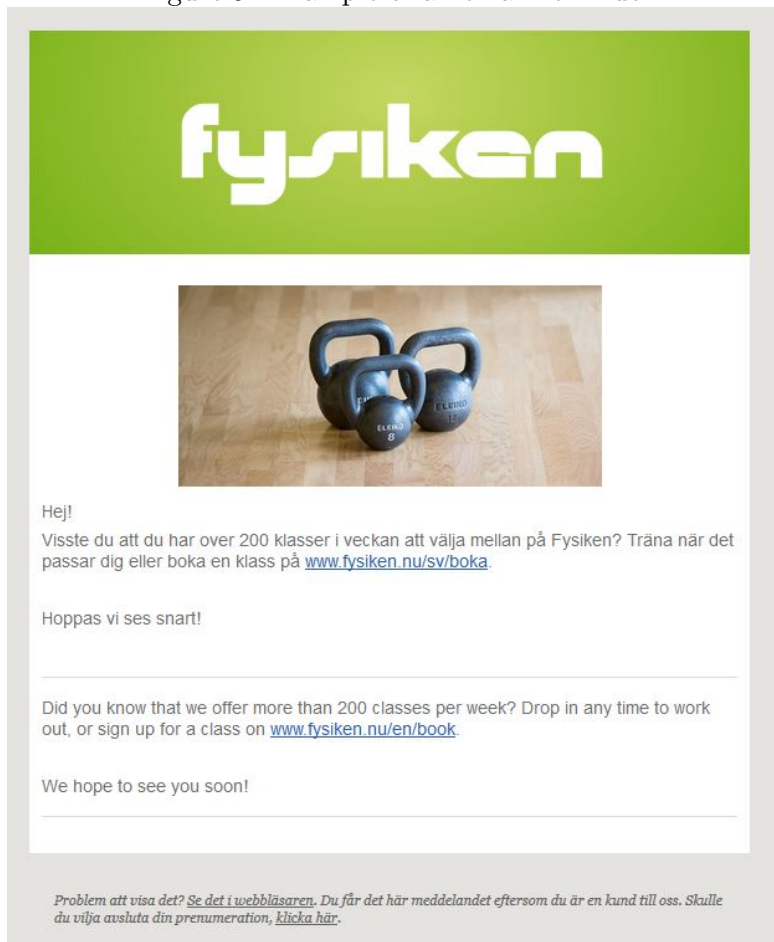 fysiken
ELEIKO
ELEIKO
8
Hej!
Visste du att du har over 200 klasser i veckan att välja mellan på Fysiken? Träna när det
passar dig eller boka en klass på www.fysiken.nu/sv/boka.
Hoppas vi ses snart!
Did you know that we offer more than 200 classes per week? Drop in any time to work
out, or sign up for a class on www.fysiken.nu/en/book.
We hope to see you soon!
Problem att visa det? Se det i webbläsaren. Du får det här meddelandet eftersom du är en kund till oss. Skulle
du vilja avsluta din prenumeration, klicka här.